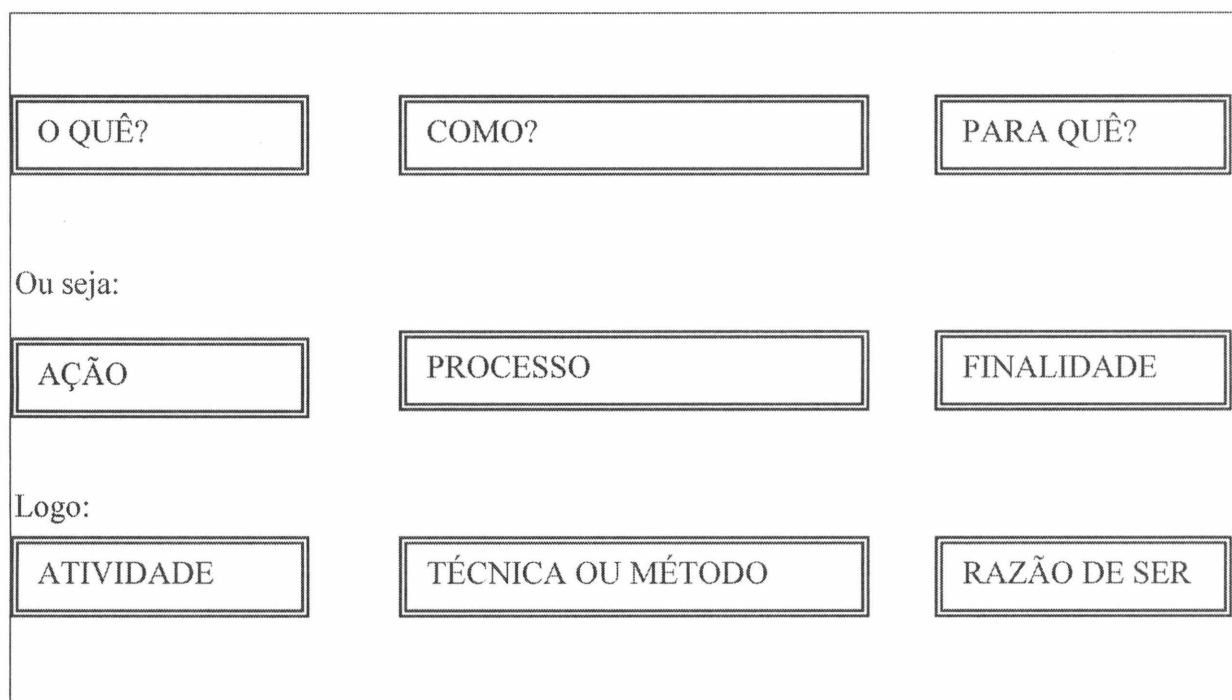 O QUÊ? COMO? PARA QUÊ?
Ou seja:
AÇÃO PROCESSO FINALIDADE
Logo:
ATIVIDADE TÉCNICA OU MÉTODO RAZÃO DE SER